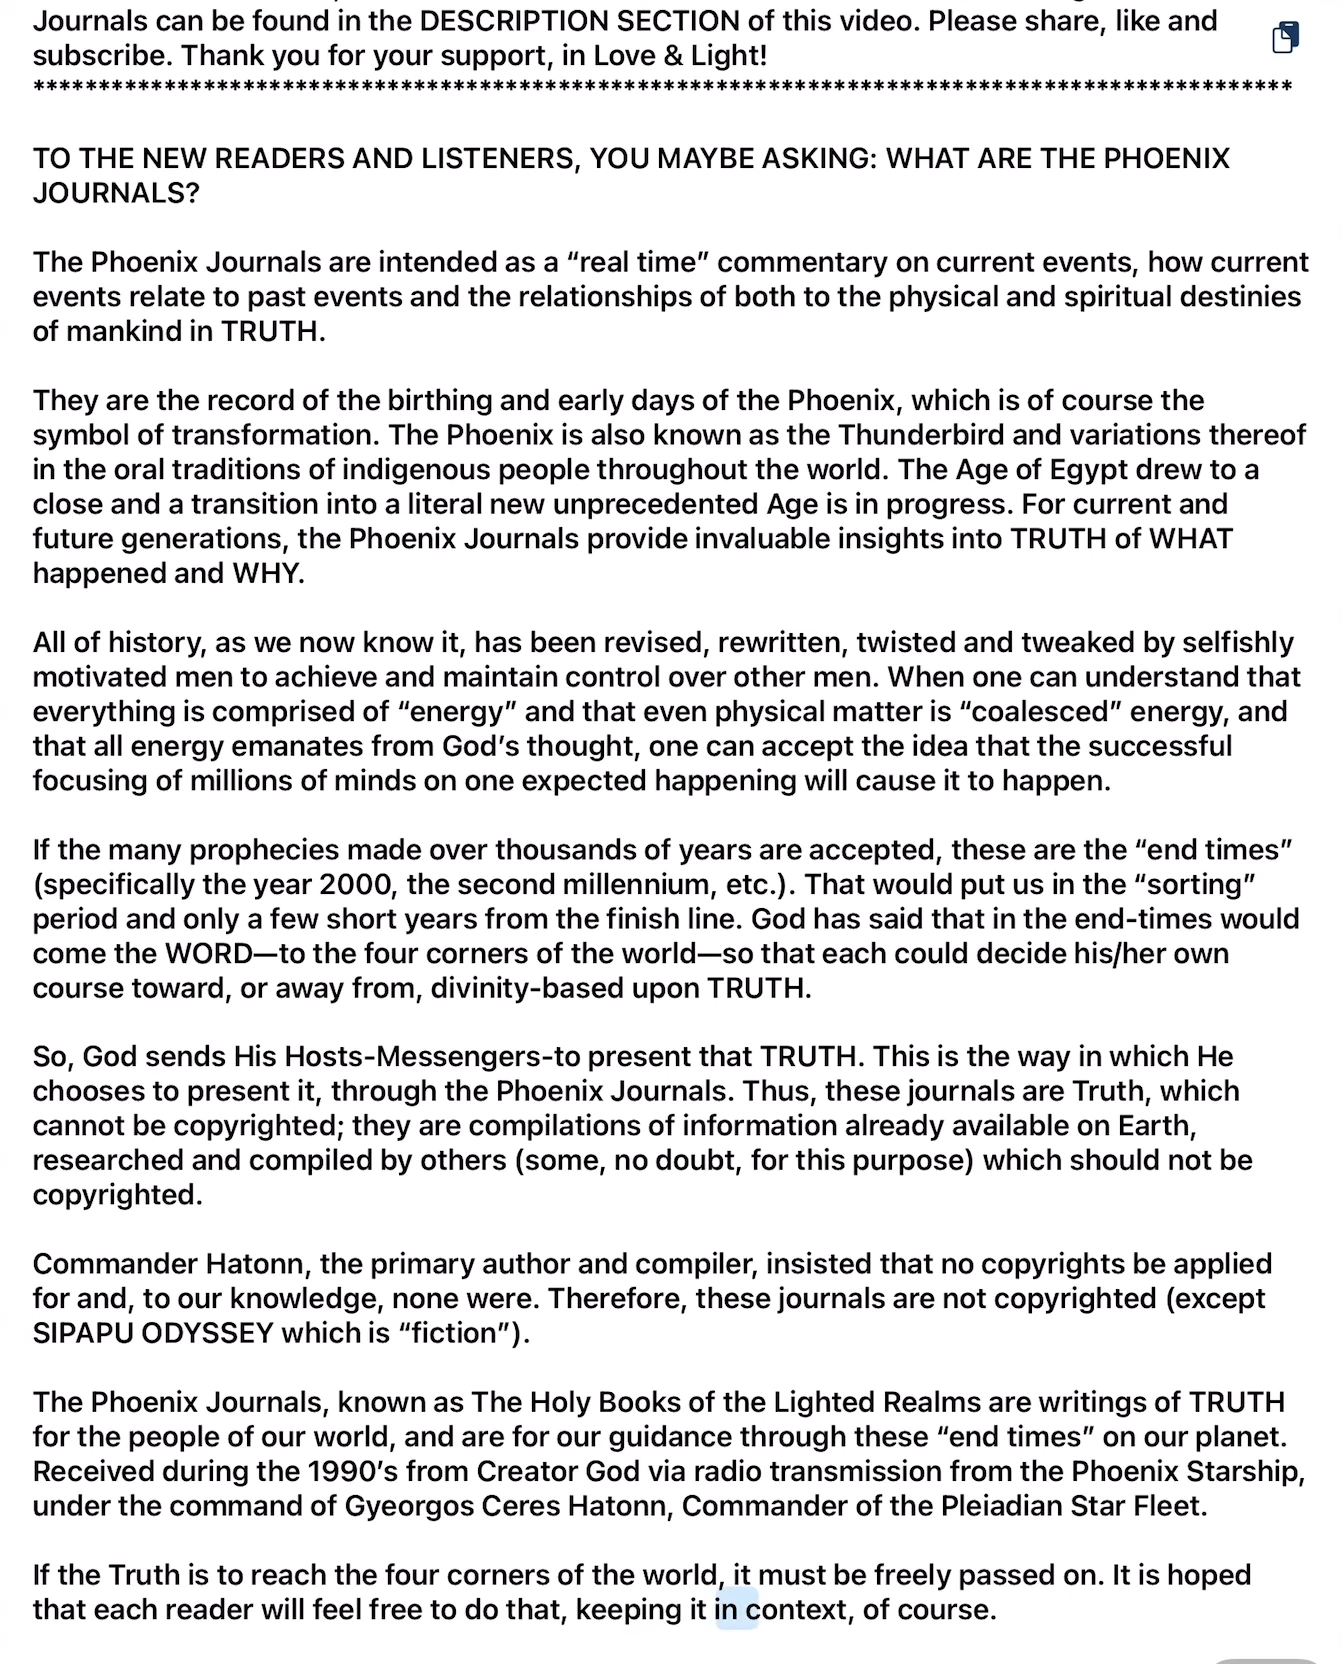 Journals can be found in the DESCRIPTION SECTION of this video. Please share, like and
subscribe. Thank you for your support, in Love & Light!
***********************************************************************************************
TO THE NEW READERS AND LISTENERS, YOU MAYBE ASKING: WHAT ARE THE PHOENIX
JOURNALS?
The Phoenix Journals are intended as a “real time” commentary on current events, how current
events relate to past events and the relationships of both to the physical and spiritual destinies
of mankind in TRUTH.
They are the record of the birthing and early days of the Phoenix, which is of course the
symbol of transformation. The Phoenix is also known as the Thunderbird and variations thereof
in the oral traditions of indigenous people throughout the world. The Age of Egypt drew to a
close and a transition into a literal new unprecedented Age is in progress. For current and
future generations, the Phoenix Journals provide invaluable insights into TRUTH of WHAT
happened and WHY.
All of history, as we now know it, has been revised, rewritten, twisted and tweaked by selfishly
motivated men to achieve and maintain control over other men. When one can understand that
everything is comprised of “energy” and that even physical matter is “coalesced” energy, and
that all energy emanates from God’s thought, one can accept the idea that the successful
focusing of millions of minds on one expected happening will cause it to happen.
If the many prophecies made over thousands of years are accepted, these are the “end times”
(specifically the year 2000, the second millennium, etc.). That would put us in the “sorting”
period and only a few short years from the finish line. God has said that in the end-times would
come the WORD—to the four corners of the world—so that each could decide his/her own
course toward, or away from, divinity-based upon TRUTH.
So, God sends His Hosts-Messengers-to present that TRUTH. This is the way in which He
chooses to present it, through the Phoenix Journals. Thus, these journals are Truth, which
cannot be copyrighted; they are compilations of information already available on Earth,
researched and compiled by others (some, no doubt, for this purpose) which should not be
copyrighted.
Commander Hatonn, the primary author and compiler, insisted that no copyrights be applied
for and, to our knowledge, none were. Therefore, these journals are not copyrighted (except
SIPAPU ODYSSEY which is “fiction”).
The Phoenix Journals, known as The Holy Books of the Lighted Realms are writings of TRUTH
for the people of our world, and are for our guidance through these “end times” on our planet.
Received during the 1990’s from Creator God via radio transmission from the Phoenix Starship,
under the command of Gyeorgos Ceres Hatonn, Commander of the Pleiadian Star Fleet.
If the Truth is to reach the four corners of the world, it must be freely passed on. It is hoped
that each reader will feel free to do that, keeping it in context, of course.